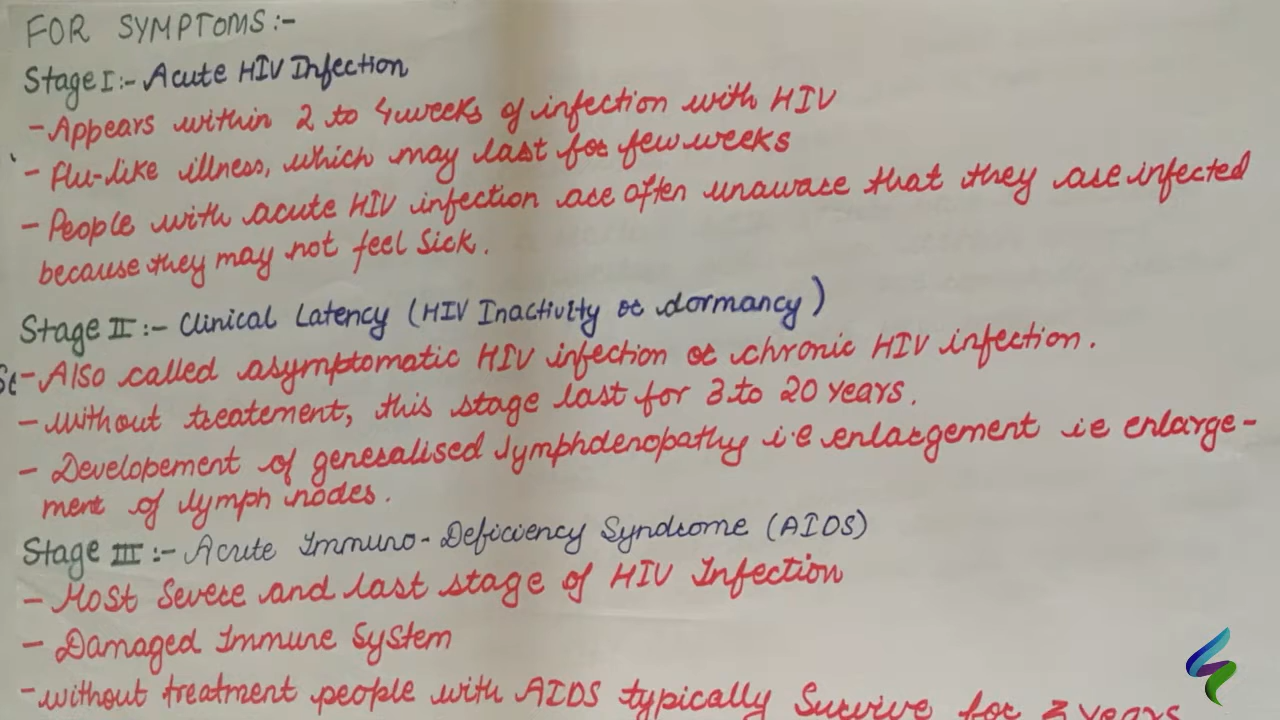 FOR SYMPTOMS:-
Stage I:- Acute HIV Infection
- Appears within 2 to 4 weeks of infection with HIV
- Flu-like illness, which may last for few weeks
- People with acute HIV infection are often unaware that they are infected
because they may not feel sick.
Stage II:- Clinical Latency (HIV Inactivity or dormancy)
- Also called asymptomatic HIV infection or chronic HIV infection.
- without treatement, this stage last for 3 to 20 years.
- Developement of generalised lymphdenopathy i.e enlargement ie enlarge-
ment of lymph nodes.
Stage III:- Acute Immuno-Deficiency Syndrome (AIDS)
- Most Severe and last stage of HIV Infection
- Damaged Immune System
- without treatment people with AIDS typically Survive for 3 years